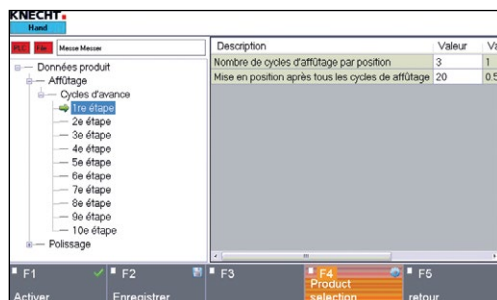 KNECHT
Hand
PLC Messe Messer
Description Valeur Va
Nombre de cycles d'affûtage par position 3 1
Mise en position après tous les cycles de affûtage 20 0.5
Données produit
Affûtage
Cycles d'avance
1re étape
2e étape
3e étape
4e étape
5e étape
6e étape
7e étape
8e étape
9e étape
10e étape
Polissage
F1 F2 F3 F4 F5
Activer Enregistrer Product selection retour